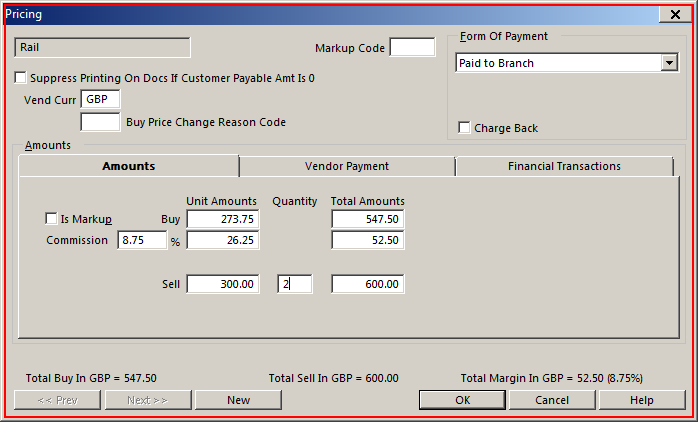 Pricing
Rail
Markup Code
Form Of Payment
Paid to Branch
Suppress Printing On Docs If Customer Payable Amt Is 0
Vend Curr GBP
Buy Price Change Reason Code
Charge Back
Amounts
Amounts Vendor Payment Financial Transactions
Unit Amounts Quantity Total Amounts
Is Markup Buy 273.75 547.50
Commission 8.75 % 26.25 52.50
Sell 300.00 2 600.00
Total Buy In GBP = 547.50 Total Sell In GBP = 600.00 Total Margin In GBP = 52.50 (8.75%)
<< Prev Next >> New OK Cancel Help